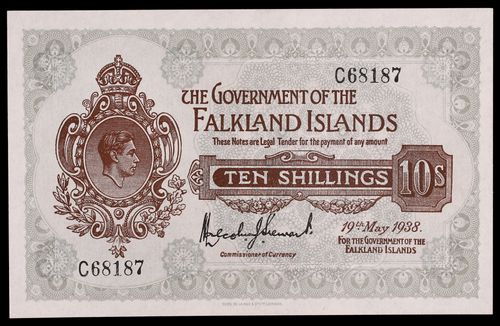 C68187
THE GOVERNMENT OF THE
FALKLAND ISLANDS
These Notes are Legal Tender for the payment of any amount
TEN SHILLINGS 10s
19th May 1938.
Commissioner of Currency
FOR THE GOVERNMENT OF THE
FALKLAND ISLANDS
C68187